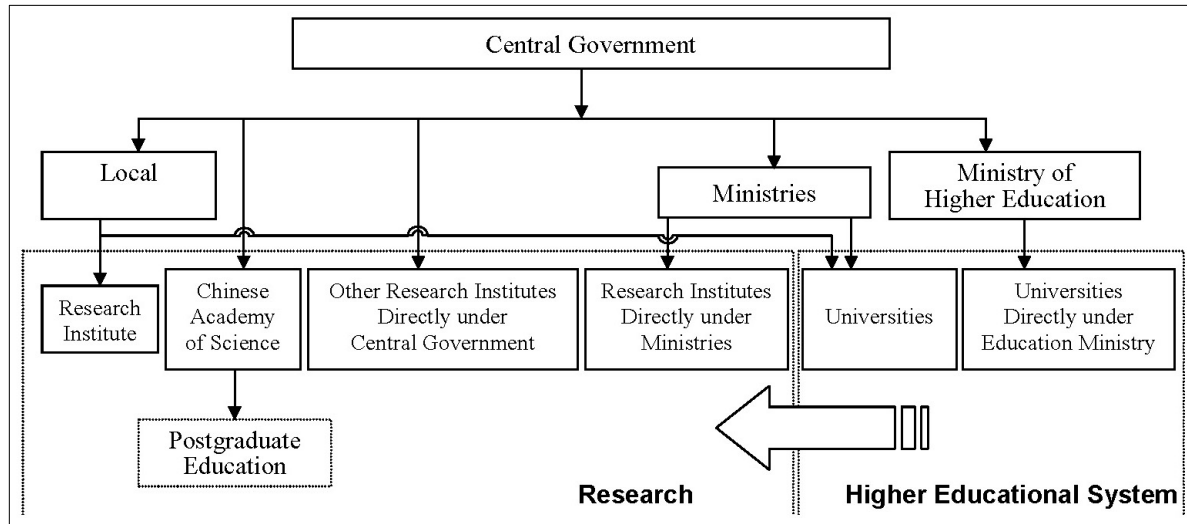 Central Government
Local
Ministries
Ministry of
Higher Education
Research
Institute
Chinese
Academy
of Science
Other Research Institutes
Directly under
Central Government
Research Institutes
Directly under
Ministries
Universities
Universities
Directly under
Education Ministry
Postgraduate
Education
Research
Higher Educational System